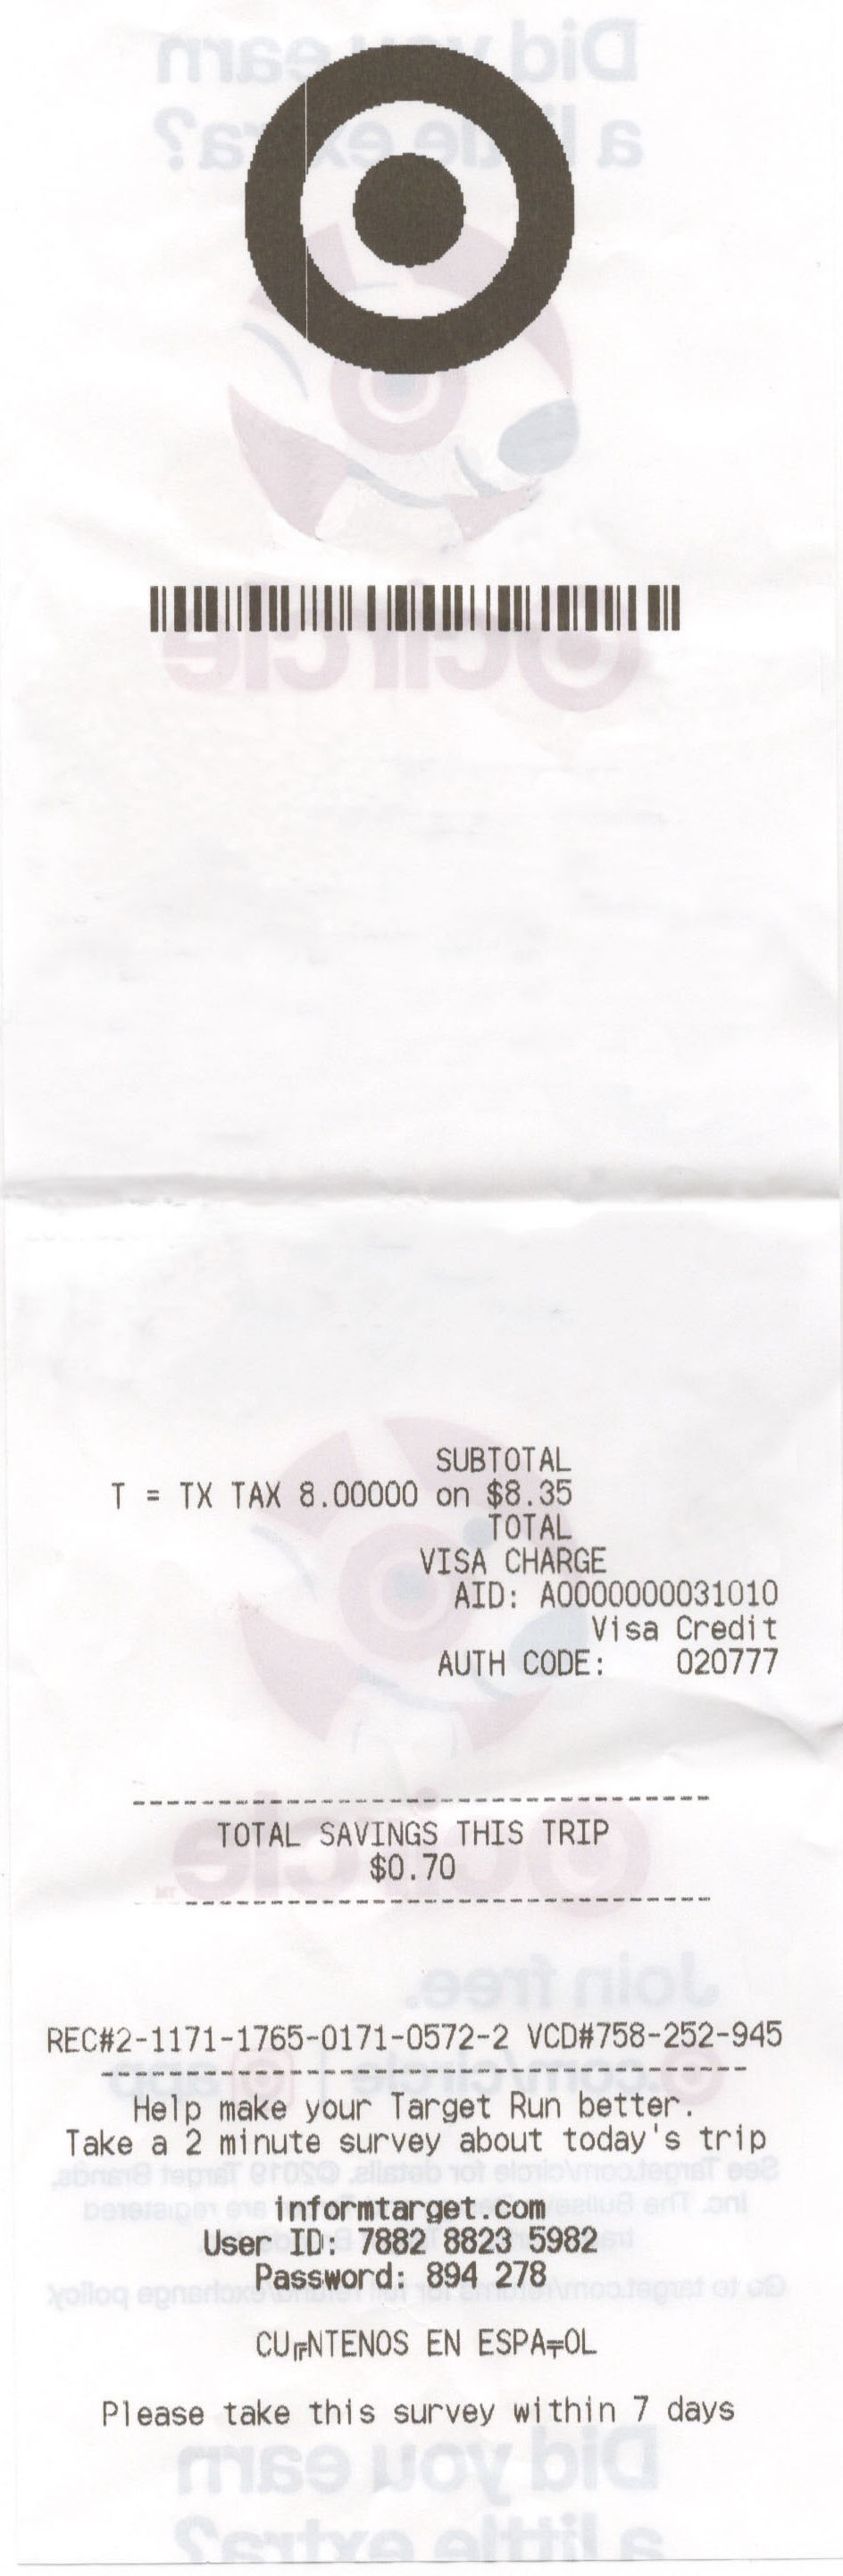 SUBTOTAL
T = TX TAX 8.00000 on $8.35
TOTAL
VISA CHARGE
AID: A0000000031010
Visa Credit
AUTH CODE: 020777
TOTAL SAVINGS THIS TRIP
$0.70
REC#2-1171-1765-0171-0572-2 VCD#758-252-945
Help make your Target Run better.
Take a 2 minute survey about today's trip
informtarget.com
User ID: 7882 8823 5982
Password: 894 278
CU╓NTENOS EN ESPA╤OL
Please take this survey within 7 days